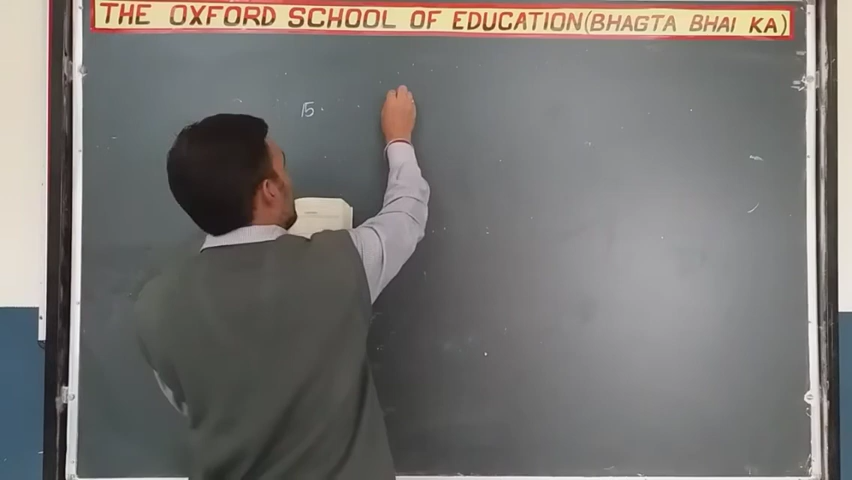 THE OXFORD SCHOOL OF EDUCATION(BHAGTA BHAI KA)
15.